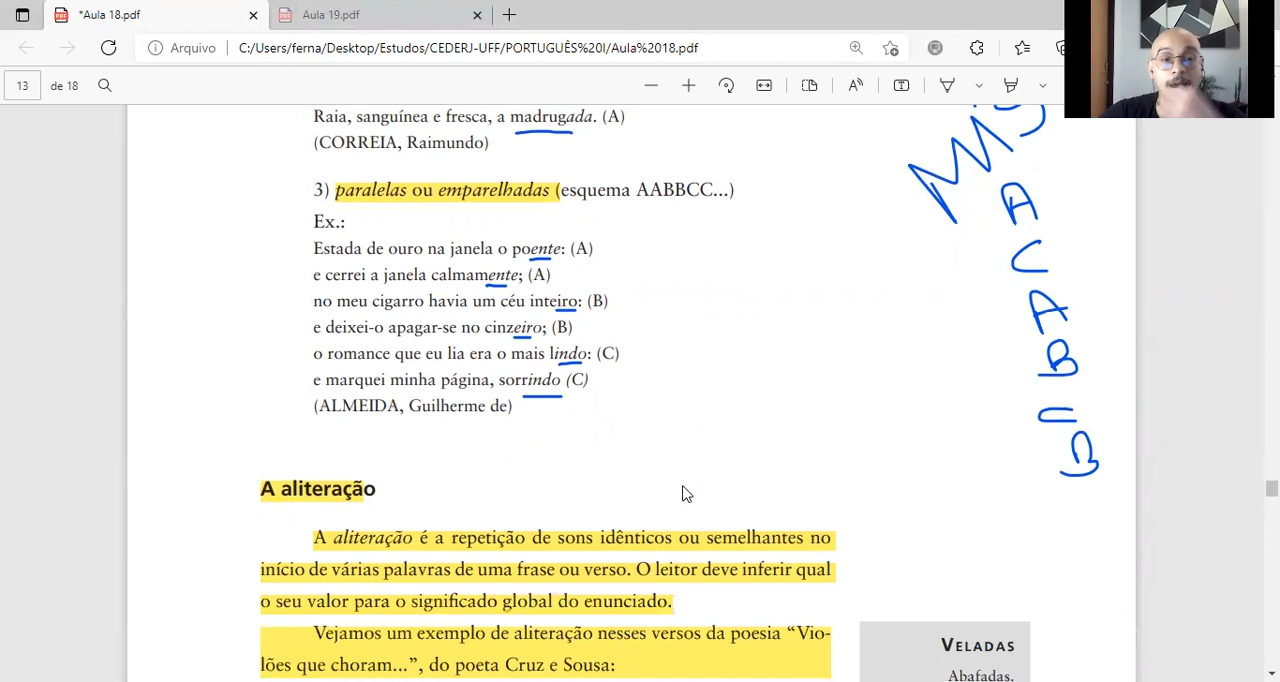 *Aula 18.pdf
Aula 19.pdf
Arquivo
C:/Users/ferna/Desktop/Estudos/CEDERJ-UFF/PORTUGUÊS%20I/Aula%2018.pdf
13 de 18
Raia, sanguínea e fresca, a madrugada. (A)
(CORREIA, Raimundo)
3) paralelas ou emparelhadas (esquema AABBCC...)
Ex.:
Estada de ouro na janela o poente: (A)
e cerrei a janela calmamente; (A)
no meu cigarro havia um céu inteiro: (B)
e deixei-o apagar-se no cinzeiro; (B)
o romance que eu lia era o mais lindo: (C)
e marquei minha página, sorrindo (C)
(ALMEIDA, Guilherme de)
A
C
A
B
C
B
A aliteração
A aliteração é a repetição de sons idênticos ou semelhantes no
início de várias palavras de uma frase ou verso. O leitor deve inferir qual
o seu valor para o significado global do enunciado.
Vejamos um exemplo de aliteração nesses versos da poesia “Vio-
lões que choram...”, do poeta Cruz e Sousa:
VELADAS
Abafadas.